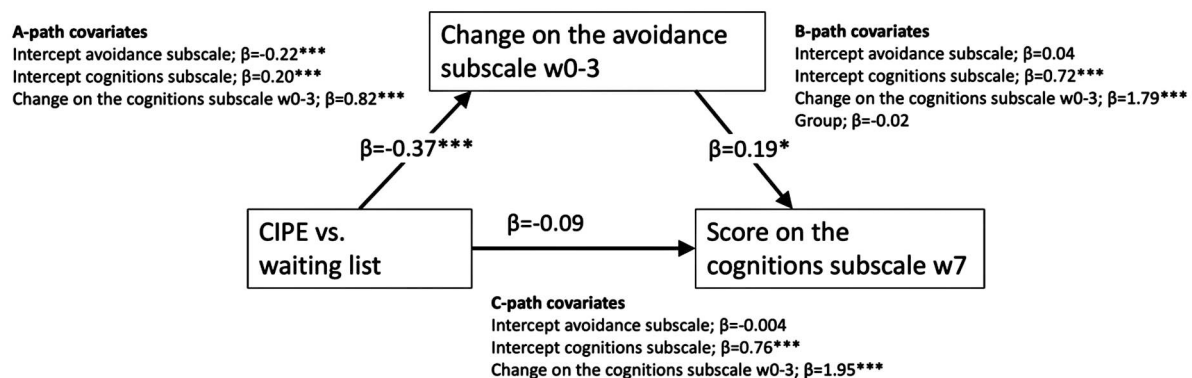 A-path covariates
Intercept avoidance subscale; β=-0.22***
Intercept cognitions subscale; β=0.20***
Change on the cognitions subscale w0-3; β=0.82***
Change on the avoidance
subscale w0-3
B-path covariates
Intercept avoidance subscale; β=0.04
Intercept cognitions subscale; β=0.72***
Change on the cognitions subscale w0-3; β=1.79***
Group; β=-0.02
β=-0.37***
β=0.19*
CIPE vs.
waiting list
β=-0.09
Score on the
cognitions subscale w7
C-path covariates
Intercept avoidance subscale; β=-0.004
Intercept cognitions subscale; β=0.76***
Change on the cognitions subscale w0-3; β=1.95***